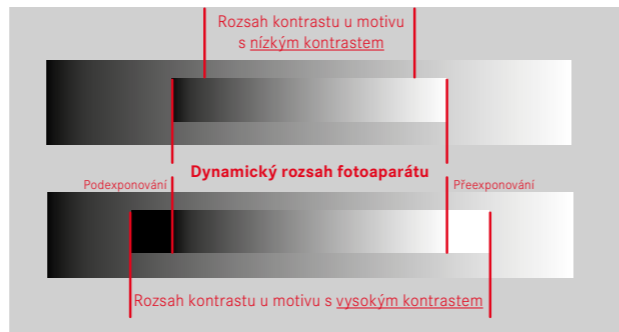 Rozsah kontrastu u motivu
s nízkým kontrastem
Dynamický rozsah fotoaparátu
Podexponování
Přeexponování
Rozsah kontrastu u motivu s vysokým kontrastem